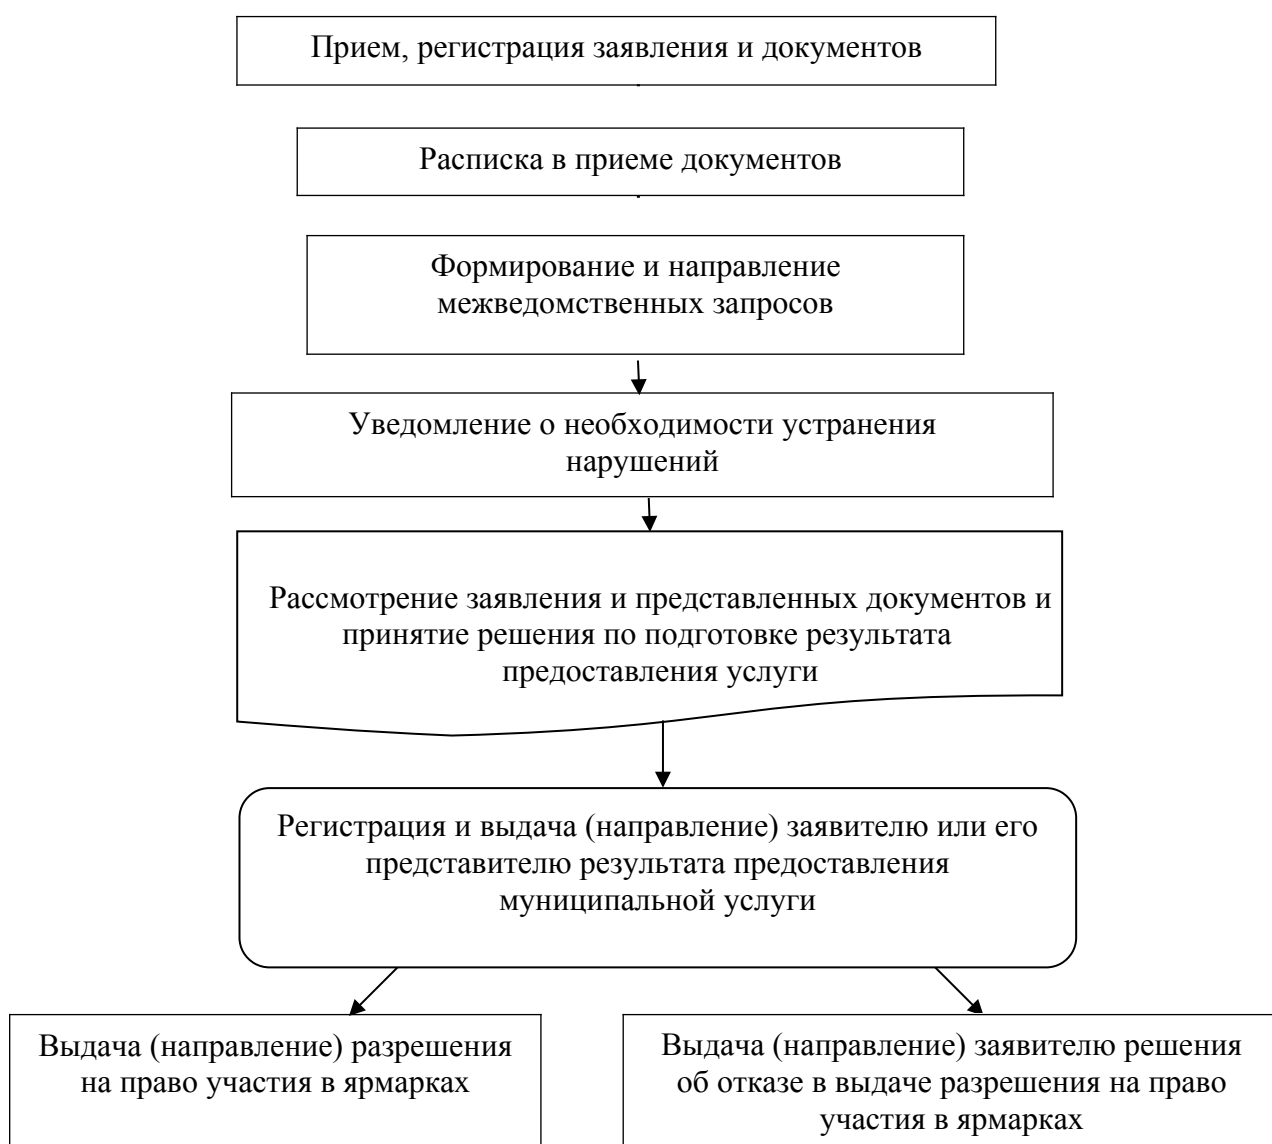 Прием, регистрация заявления и документов
Расписка в приеме документов
Формирование и направление
межведомственных запросов
Уведомление о необходимости устранения
нарушений
Рассмотрение заявления и представленных документов и
принятие решения по подготовке результата
предоставления услуги
Регистрация и выдача (направление) заявителю или его
представителю результата предоставления
муниципальной услуги
Выдача (направление) разрешения
на право участия в ярмарках
Выдача (направление) заявителю решения
об отказе в выдаче разрешения на право
участия в ярмарках